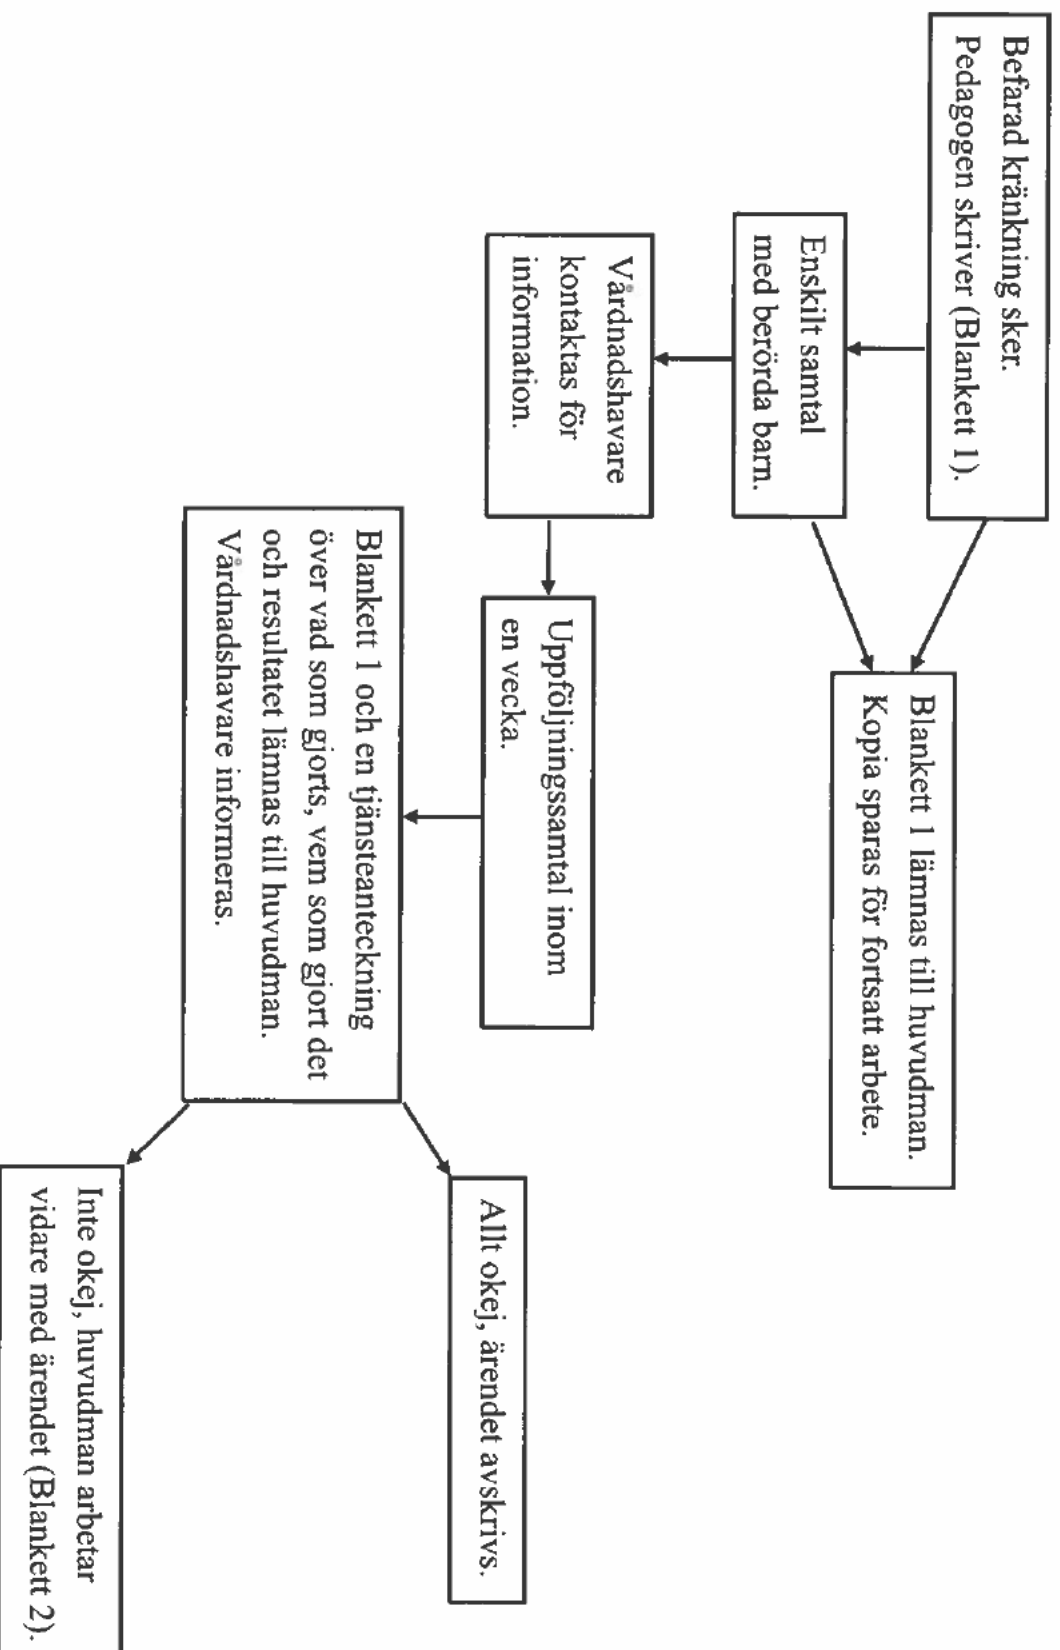 Befarad kränkning sker.
Pedagogen skriver (Blankett 1).
Blankett 1 lämnas till huvudman.
Kopia sparas för fortsatt arbete.
Enskilt samtal
med berörda barn.
Vårdnadshavare
kontaktas för
information.
Uppföljningssamtal inom
en vecka.
Blankett 1 och en tjänsteanteckning
över vad som gjorts, vem som gjort det
och resultatet lämnas till huvudman.
Vårdnadshavare informeras.
Allt okej, ärendet avskrivs.
Inte okej, huvudman arbetar
vidare med ärendet (Blankett 2).